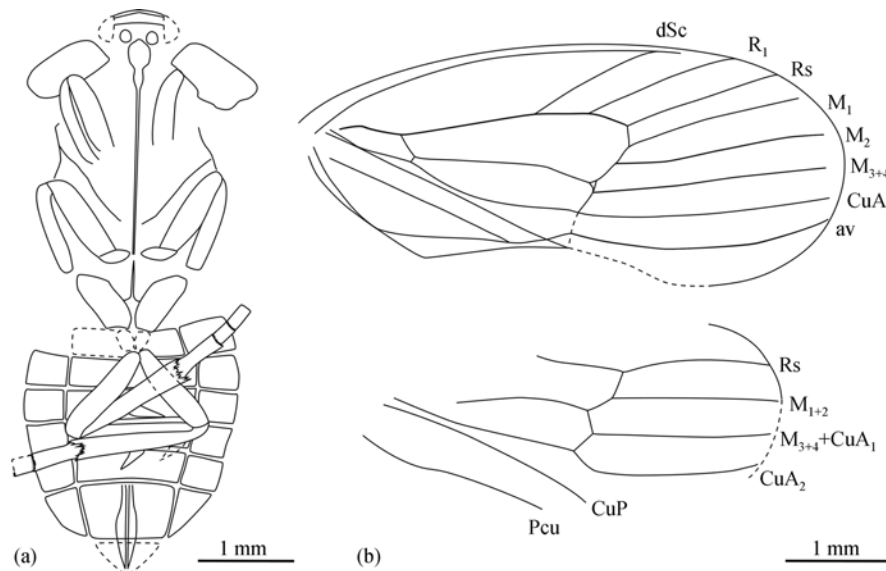 dSc
R₁
Rs
M₁
M₂
M₃₊₄
CuA
av
Rs
M₁₊₂
M₃₊₄+CuA₁
CuA₂
CuP
Pcu
(a) 1 mm (b) 1 mm